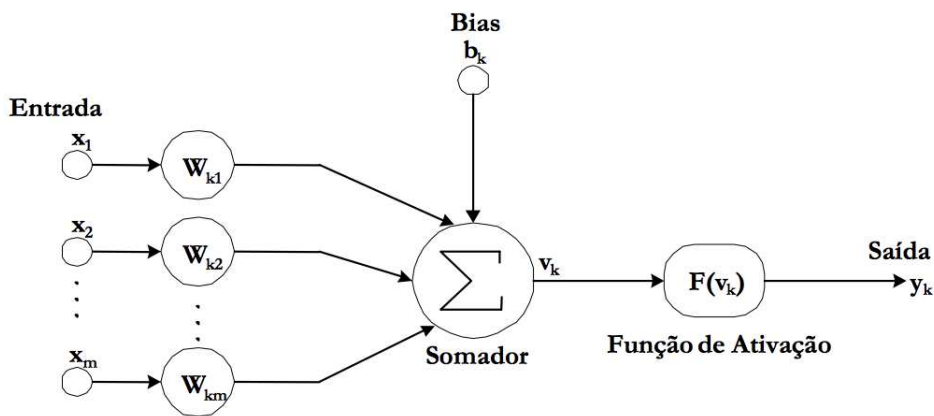 Bias
b_k
Entrada
x_1
W_k1
x_2
W_k2
Σ
v_k
F(v_k)
Saída
y_k
Somador
Função de Ativação
x_m
W_km